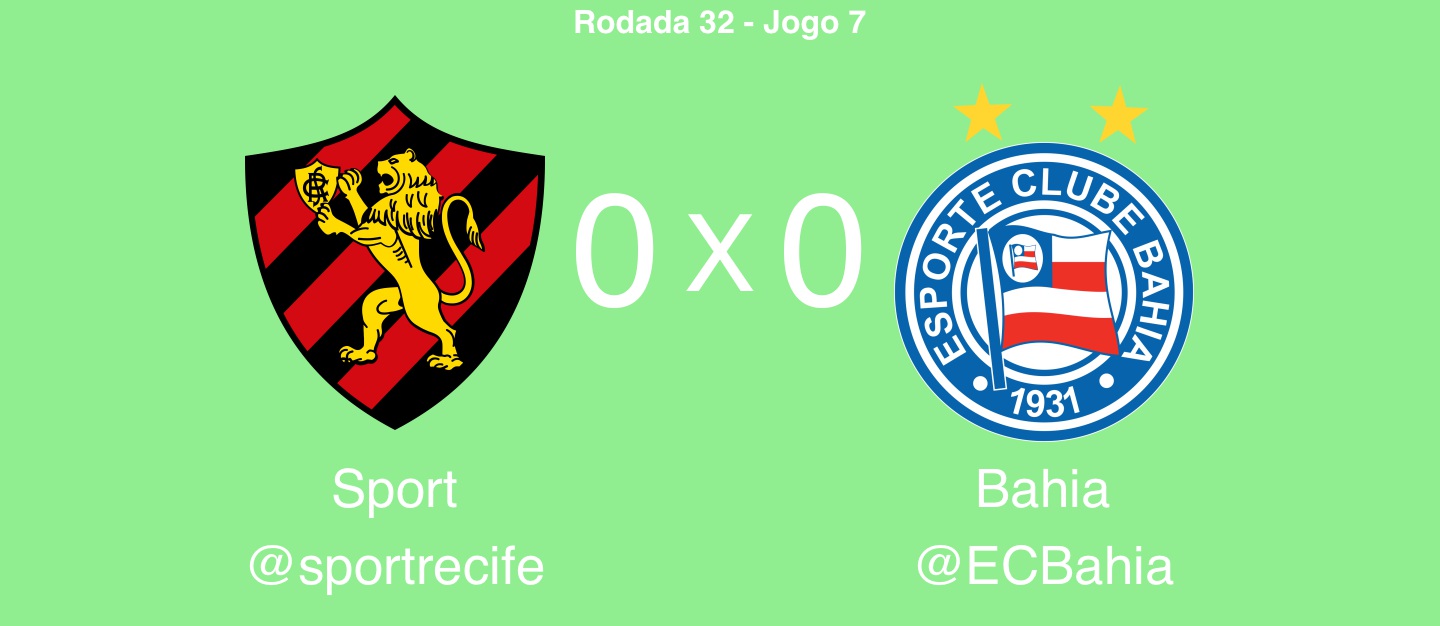 Rodada 32 - Jogo 7
0 x 0
ESPORTE CLUBE BAHIA
1931
Sport
Bahia
@sportrecife
@ECBahia